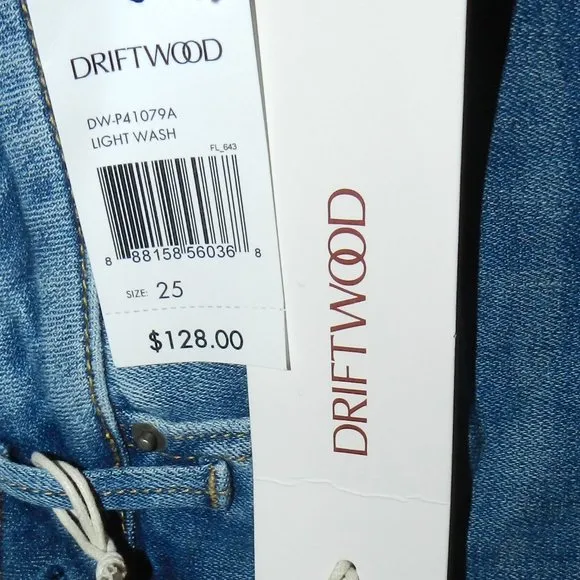 DRIFTWOOD
DW-P41079A
LIGHT WASH
FL_643
8 88158 56036 8
SIZE: 25
$128.00
DRIFTWOOD